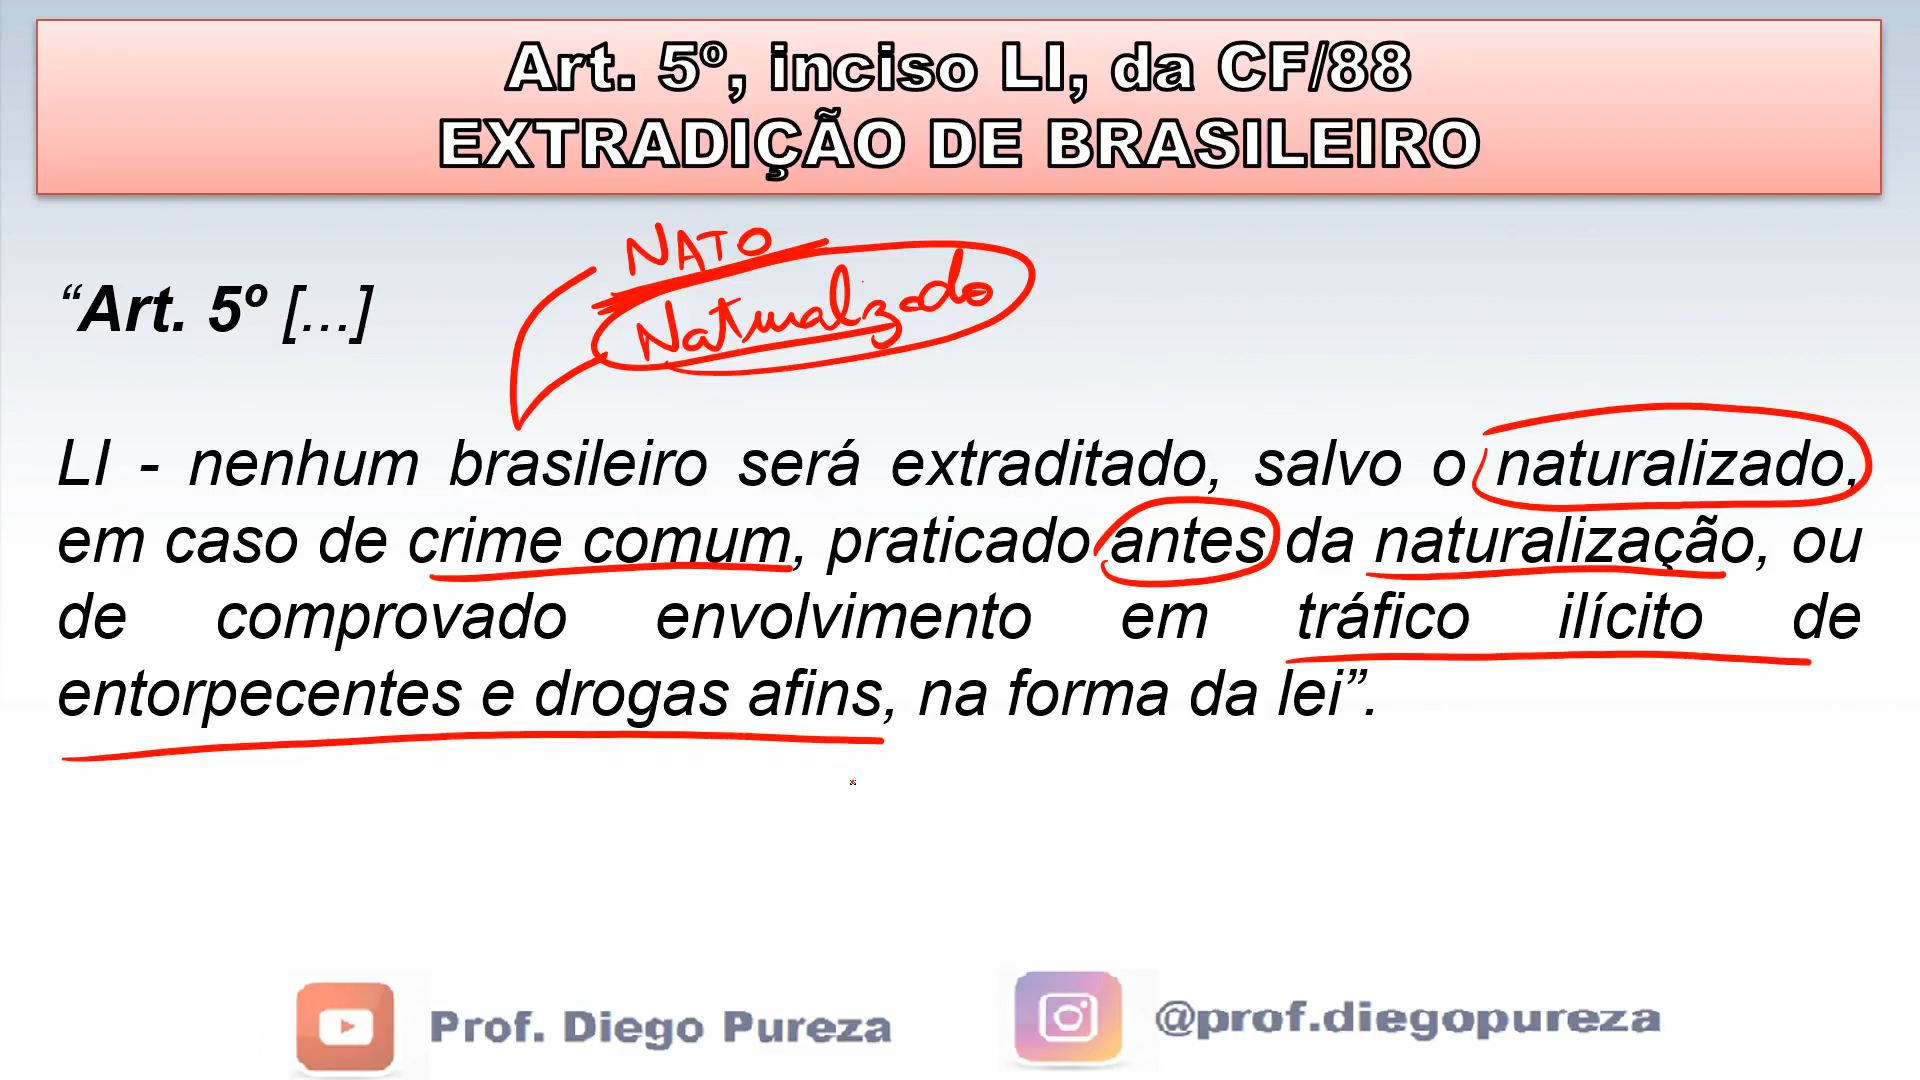 Art. 5º, inciso LI, da CF/88
EXTRADIÇÃO DE BRASILEIRO
NATO
Naturalizado
“Art. 5º [...]
LI - nenhum brasileiro será extraditado, salvo o naturalizado,
em caso de crime comum, praticado antes da naturalização, ou
de comprovado envolvimento em tráfico ilícito de
entorpecentes e drogas afins, na forma da lei”.
Prof. Diego Pureza
@prof.diegopureza